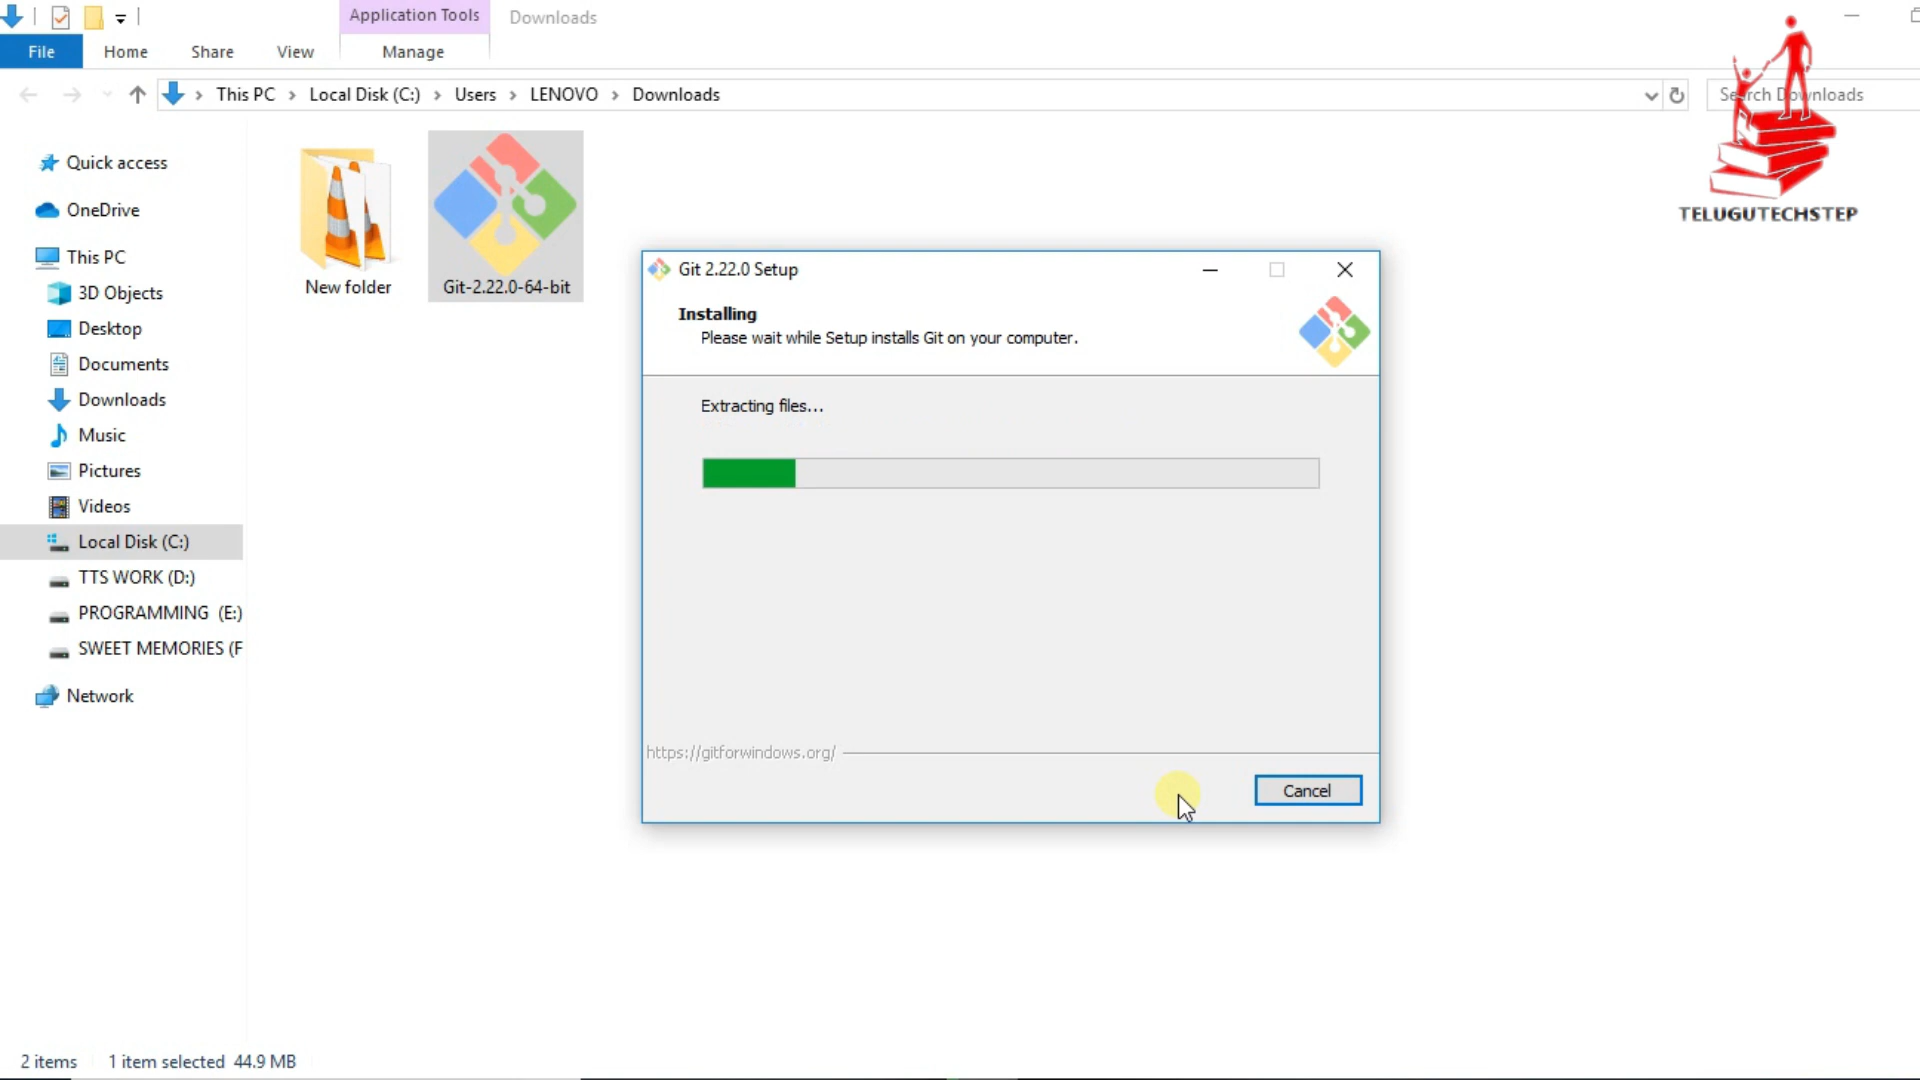 Application Tools
Downloads
File
Home
Share
View
Manage
This PC
Local Disk (C:)
Users
LENOVO
Downloads
Search Downloads
TELUGUTECHSTEP
Quick access
OneDrive
This PC
3D Objects
Desktop
Documents
Downloads
Music
Pictures
Videos
Local Disk (C:)
TTS WORK (D:)
PROGRAMMING (E:)
SWEET MEMORIES (F
Network
New folder
Git-2.22.0-64-bit
Git 2.22.0 Setup
Installing
Please wait while Setup installs Git on your computer.
Extracting files...
https://gitforwindows.org/
Cancel
2 items
1 item selected 44.9 MB